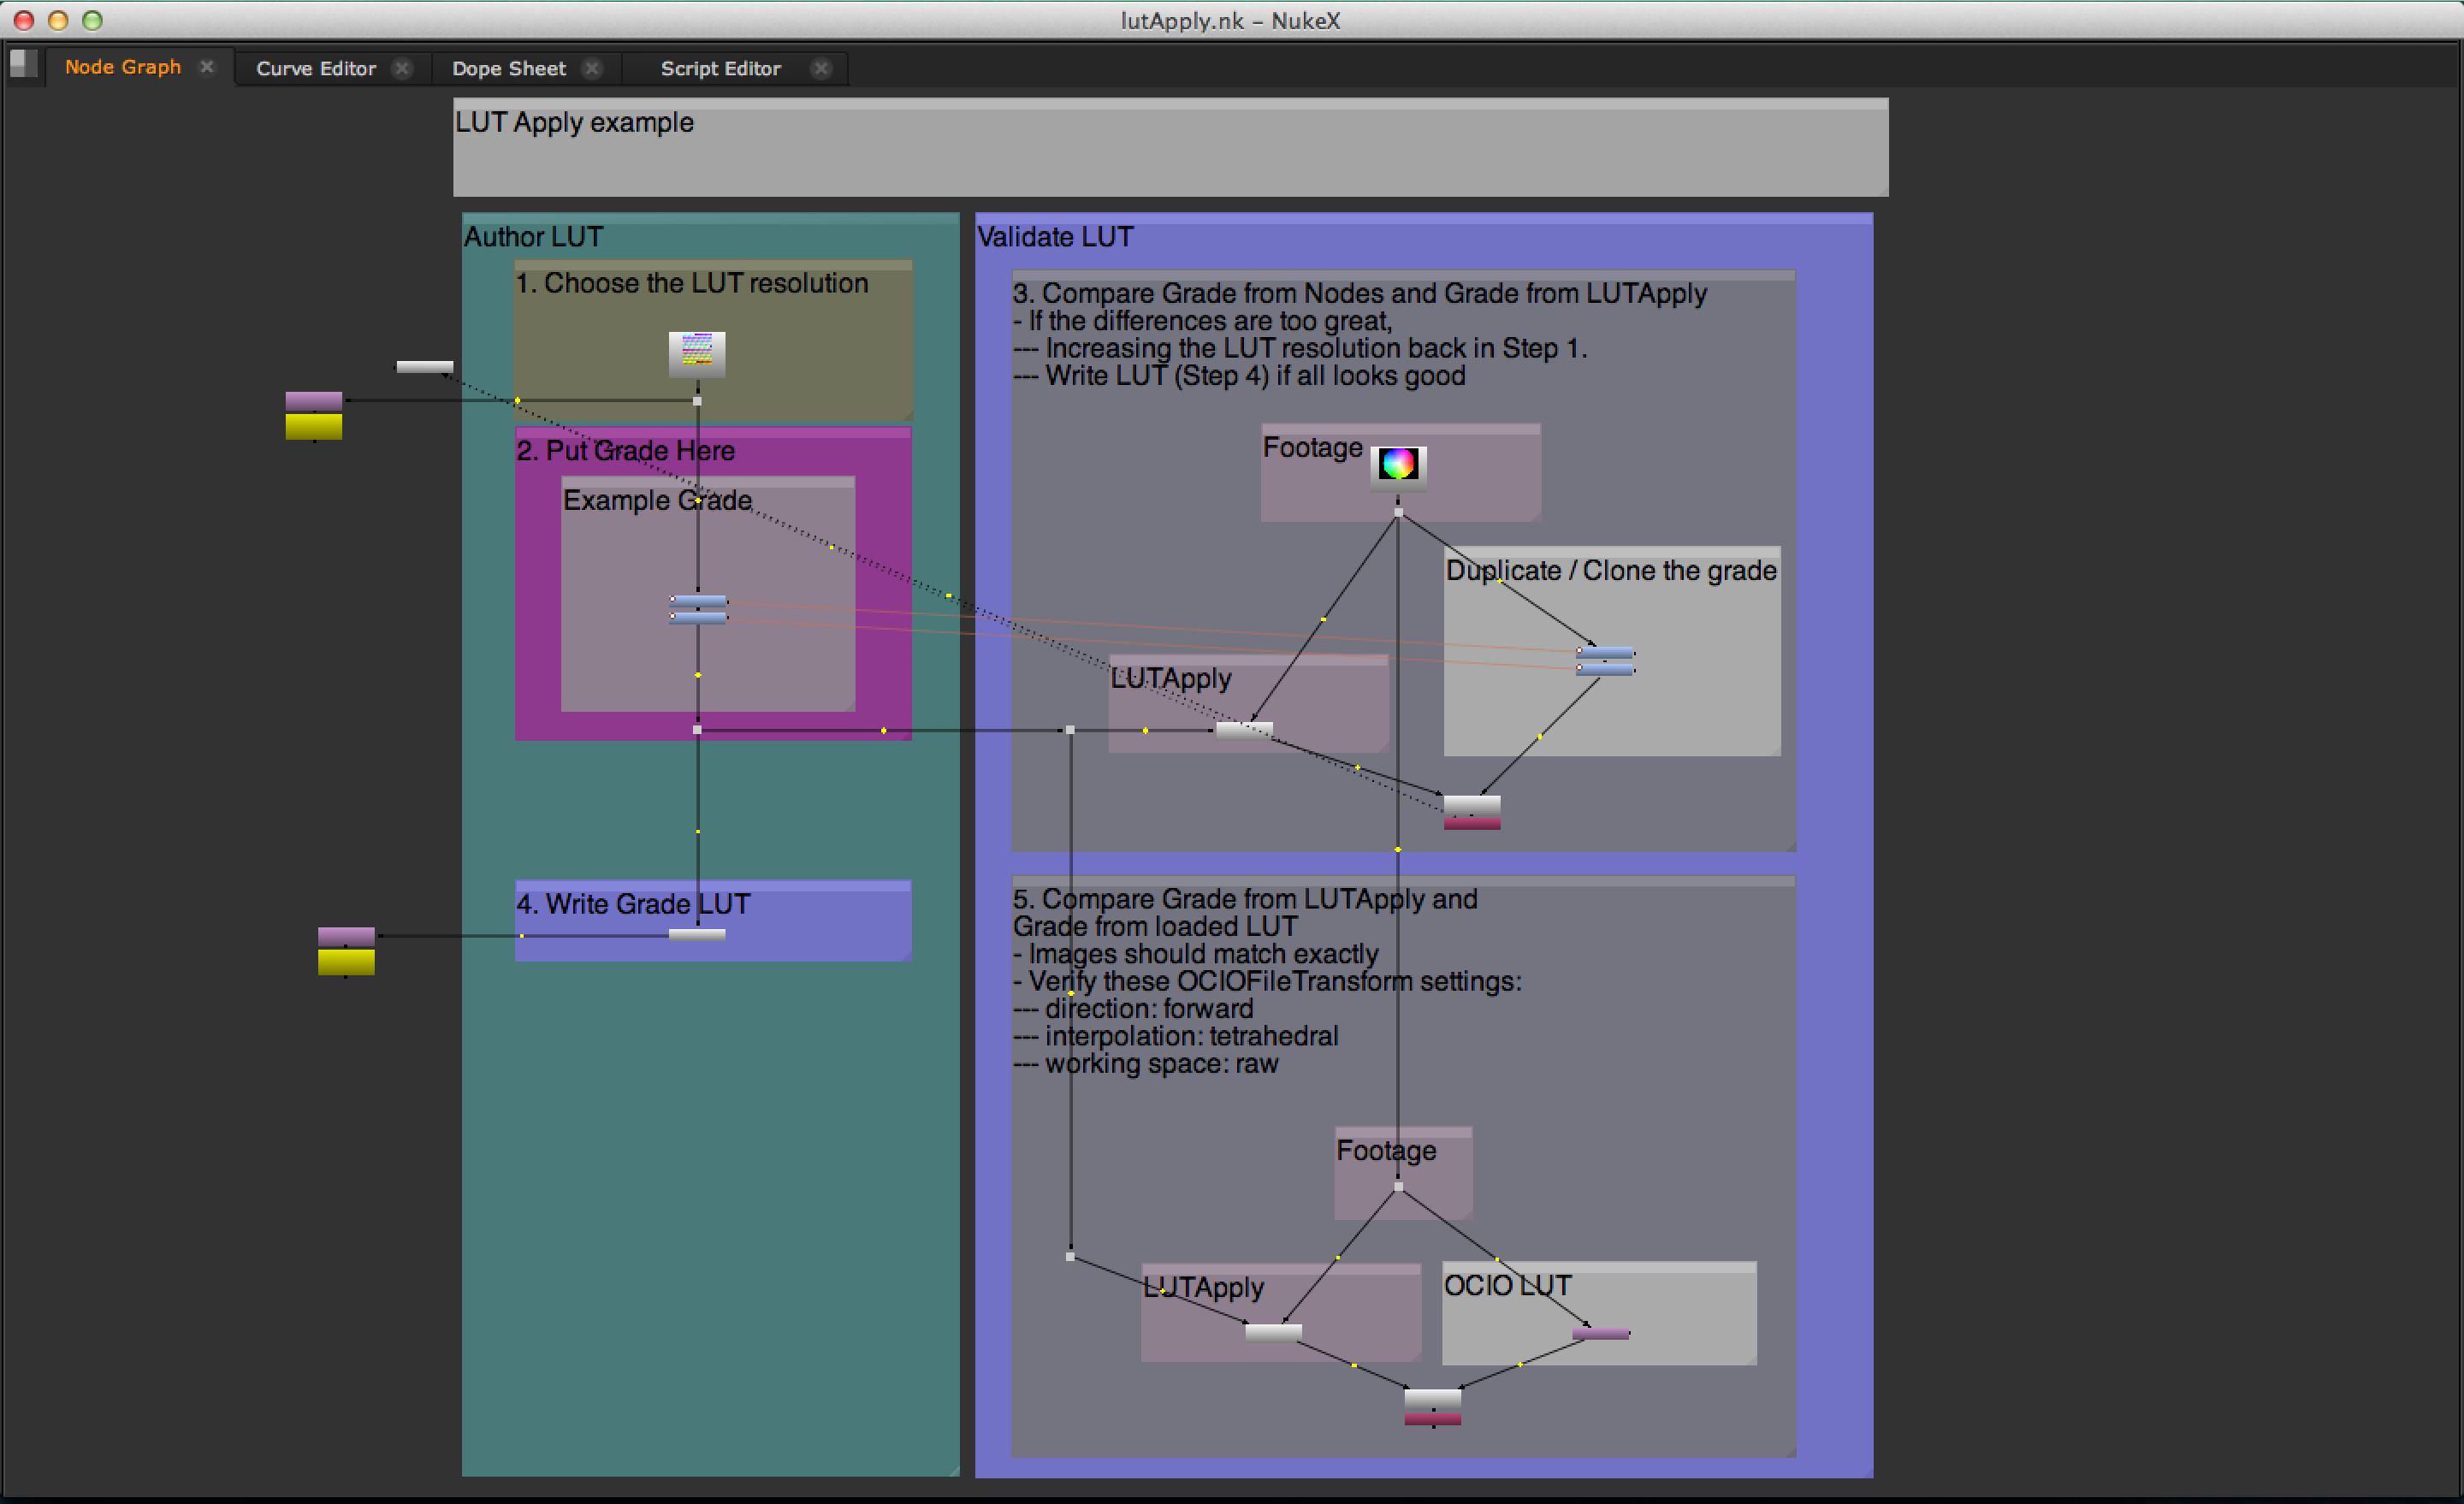 lutApply.nk – NukeX
Node Graph
Curve Editor
Dope Sheet
Script Editor
LUT Apply example
Author LUT
1. Choose the LUT resolution
2. Put Grade Here
Example Grade
4. Write Grade LUT
Validate LUT
3. Compare Grade from Nodes and Grade from LUTApply
- If the differences are too great,
--- Increasing the LUT resolution back in Step 1.
--- Write LUT (Step 4) if all looks good
Footage
Duplicate / Clone the grade
LUTApply
5. Compare Grade from LUTApply and
Grade from loaded LUT
- Images should match exactly
- Verify these OCIOFileTransform settings:
--- direction: forward
--- interpolation: tetrahedral
--- working space: raw
Footage
LUTApply
OCIO LUT